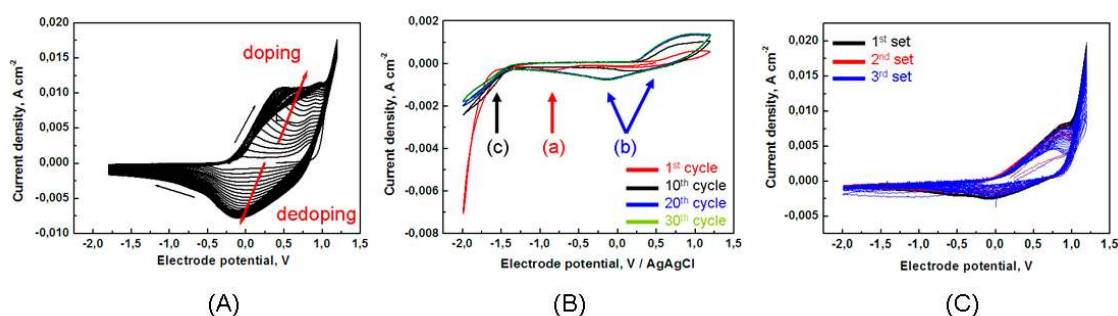 (A)
0,020
0,015
0,010
0,005
0,000
-0,005
-0,010
doping
dedoping
-2,0 -1,5 -1,0 -0,5 0,0 0,5 1,0 1,5
Electrode potential, V
Current density, A cm⁻²
(A)
(B)
0,002
0,000
-0,002
-0,004
-0,006
-0,008
(c) (a) (b)
1st cycle
10th cycle
20th cycle
30th cycle
-2,0 -1,5 -1,0 -0,5 0,0 0,5 1,0 1,5
Electrode potential, V / AgAgCl
Current density, A cm⁻²
(B)
(C)
0,020
0,015
0,010
0,005
0,000
-0,005
1st set
2nd set
3rd set
-2,0 -1,5 -1,0 -0,5 0,0 0,5 1,0 1,5
Electrode potential, V
Current density, A cm⁻²
(C)